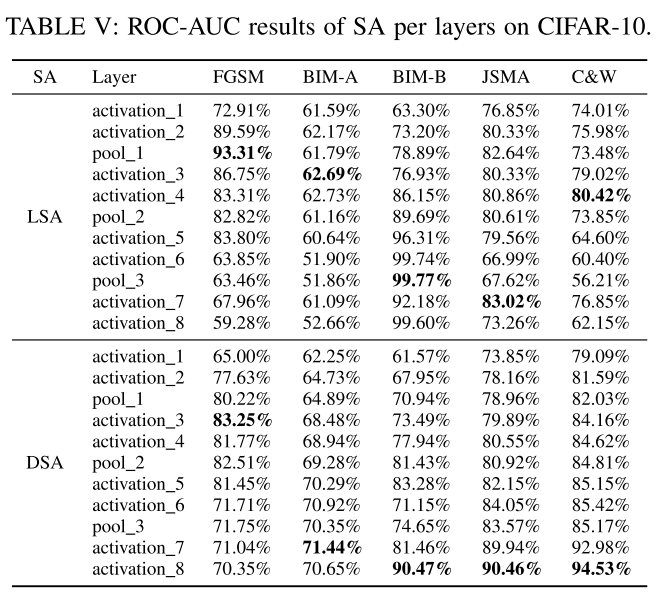 TABLE V: ROC-AUC results of SA per layers on CIFAR-10.
SA Layer FGSM BIM-A BIM-B JSMA C&W
activation_1 72.91% 61.59% 63.30% 76.85% 74.01%
activation_2 89.59% 62.17% 73.20% 80.33% 75.98%
pool_1 93.31% 61.79% 78.89% 82.64% 73.48%
activation_3 86.75% 62.69% 76.93% 80.33% 79.02%
activation_4 83.31% 62.73% 86.15% 80.86% 80.42%
LSA pool_2 82.82% 61.16% 89.69% 80.61% 73.85%
activation_5 83.80% 60.64% 96.31% 79.56% 64.60%
activation_6 63.85% 51.90% 99.74% 66.99% 60.40%
pool_3 63.46% 51.86% 99.77% 67.62% 56.21%
activation_7 67.96% 61.09% 92.18% 83.02% 76.85%
activation_8 59.28% 52.66% 99.60% 73.26% 62.15%
activation_1 65.00% 62.25% 61.57% 73.85% 79.09%
activation_2 77.63% 64.73% 67.95% 78.16% 81.59%
pool_1 80.22% 64.89% 70.94% 78.96% 82.03%
activation_3 83.25% 68.48% 73.49% 79.89% 84.16%
activation_4 81.77% 68.94% 77.94% 80.55% 84.62%
DSA pool_2 82.51% 69.28% 81.43% 80.92% 84.81%
activation_5 81.45% 70.29% 83.28% 82.15% 85.15%
activation_6 71.71% 70.92% 71.15% 84.05% 85.42%
pool_3 71.75% 70.35% 74.65% 83.57% 85.17%
activation_7 71.04% 71.44% 81.46% 89.94% 92.98%
activation_8 70.35% 70.65% 90.47% 90.46% 94.53%